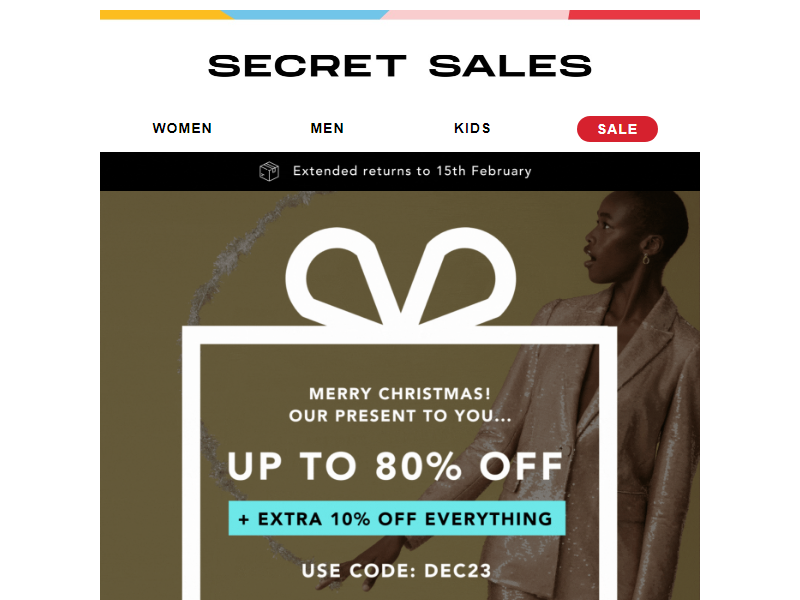 SECRET SALES
WOMEN MEN KIDS SALE
Extended returns to 15th February
MERRY CHRISTMAS!
OUR PRESENT TO YOU...
UP TO 80% OFF
+ EXTRA 10% OFF EVERYTHING
USE CODE: DEC23